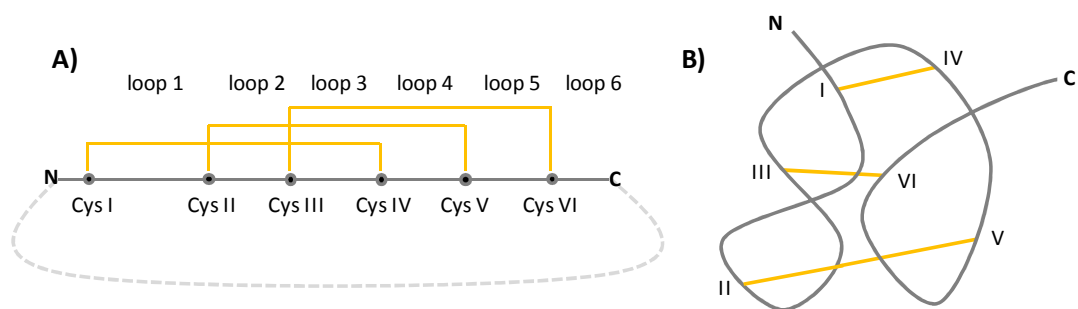 A)
loop 1 loop 2 loop 3 loop 4 loop 5 loop 6
N C
Cys I Cys II Cys III Cys IV Cys V Cys VI
B)
N
IV
I
C
III
VI
V
II